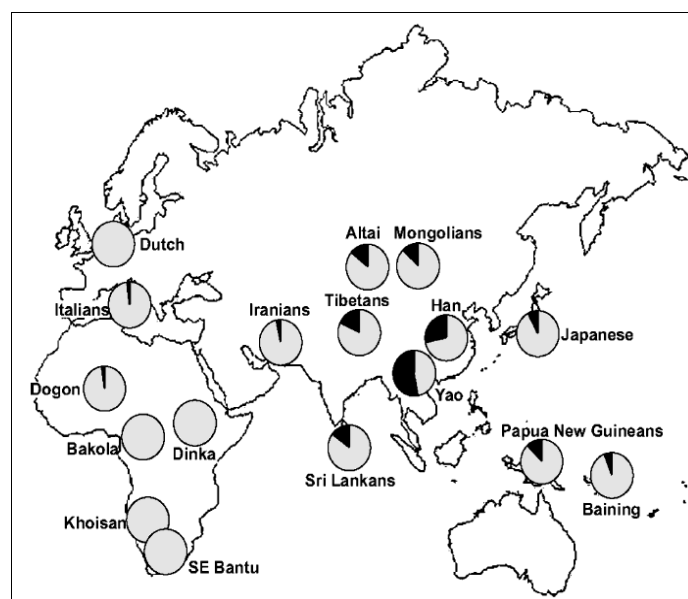 Dutch
Altai
Mongolians
Italians
Iranians
Tibetans
Han
Japanese
Dogon
Yao
Bakola
Dinka
Sri Lankans
Papua New Guineans
Baining
Khoisan
SE Bantu